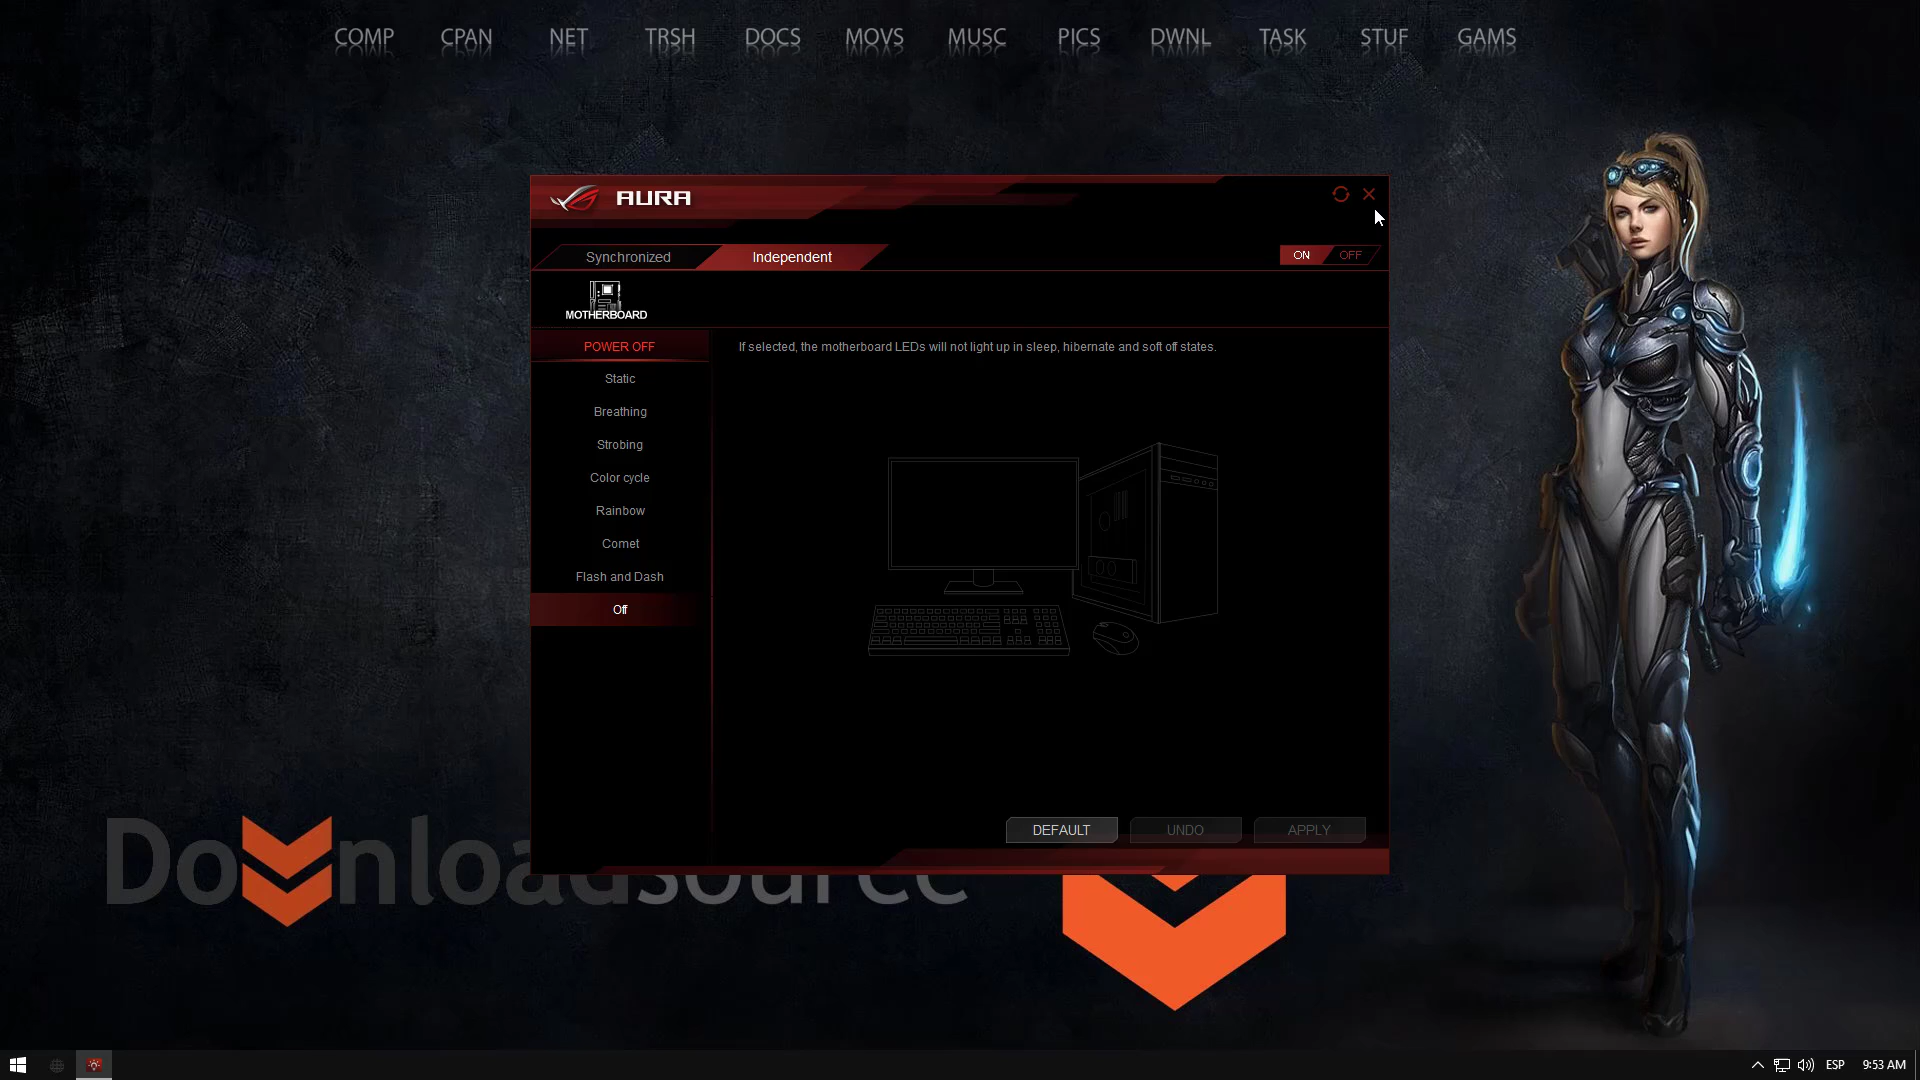 COMP CPAN NET TRSH DOCS MOVS MUSC PICS DWNL TASK STUF GAMS
AURA
Synchronized Independent ON OFF
MOTHERBOARD
POWER OFF
If selected, the motherboard LEDs will not light up in sleep, hibernate and soft off states.
Static
Breathing
Strobing
Color cycle
Rainbow
Comet
Flash and Dash
Off
DEFAULT UNDO APPLY
Downloadsource
ESP 9:53 AM